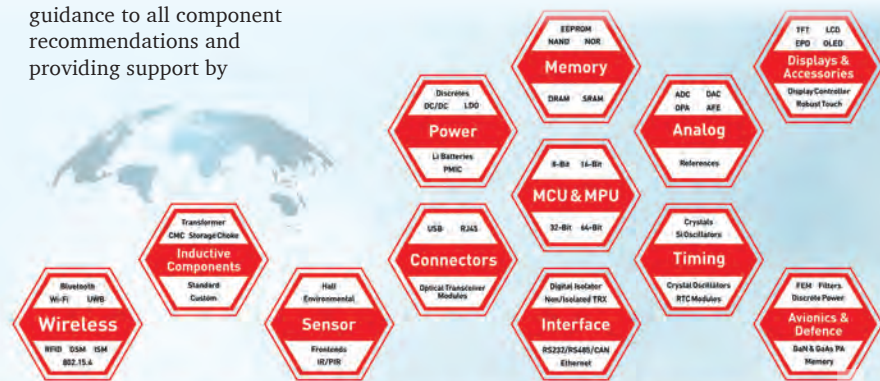 guidance to all component
recommendations and
providing support by
EEPROM
NAND NOR
Memory
DRAM SRAM
TFT LCD
EPD OLED
Displays &
Accessories
Display Controller
Robust Touch
Discretes
DC/DC LDO
Power
Li Batteries
PMIC
ADC DAC
OPA AFE
Analog
References
8-Bit 16-Bit
MCU & MPU
32-Bit 64-Bit
Transformer
CMC Storage Choke
Inductive
Components
Standard
Custom
USB RJ45
Connectors
Optical Transceiver
Modules
Crystals
Si Oscillators
Timing
Crystal Oscillators
RTC Modules
Bluetooth
Wi-Fi UWB
Wireless
RFID GSM ISM
802.15.4
Hall
Environmental
Sensor
Frontends
IR/PIR
Digital Isolator
Non/Isolated TRX
Interface
RS232/RS485/CAN
Ethernet
FEM Filters
Discrete Power
Avionics &
Defence
GaN & GaAs PA
Memory